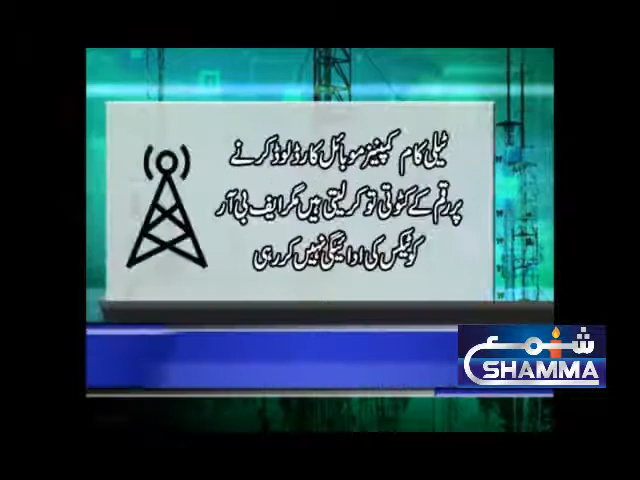 ٹیلی کام کمپنیز موبائل کارڈ لوڈ کرنے
پر رقم کے کٹوتی تو کر لیتی ہیں مگر ایف بی آر
کو ٹیکس کی ادائیگی نہیں کر رہی
شمع
SHAMMA